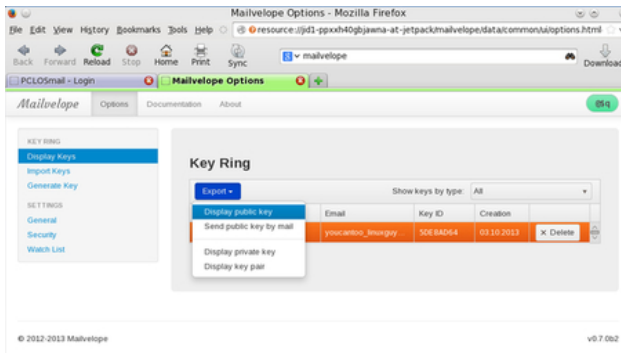 Mailvelope Options - Mozilla Firefox
File Edit View History Bookmarks Tools Help
resource://jid1-ppxxh40gbjawna-at-jetpack/mailvelope/data/common/ui/options.html
Back Forward Reload Stop Home Print Sync
mailvelope
Download
PCLOSmail - Login
Mailvelope Options
Mailvelope Options Documentation About
KEY RING
Display Keys
Import Keys
Generate Key
SETTINGS
General
Security
Watch List
Key Ring
Export
Show keys by type: All
Display public key
Send public key by mail
Display private key
Display key pair
Email Key ID Creation
youcantoo_linuxguy... 5DE8AD64 03.10.2013 Delete
© 2012-2013 Mailvelope
v0.7.0b2